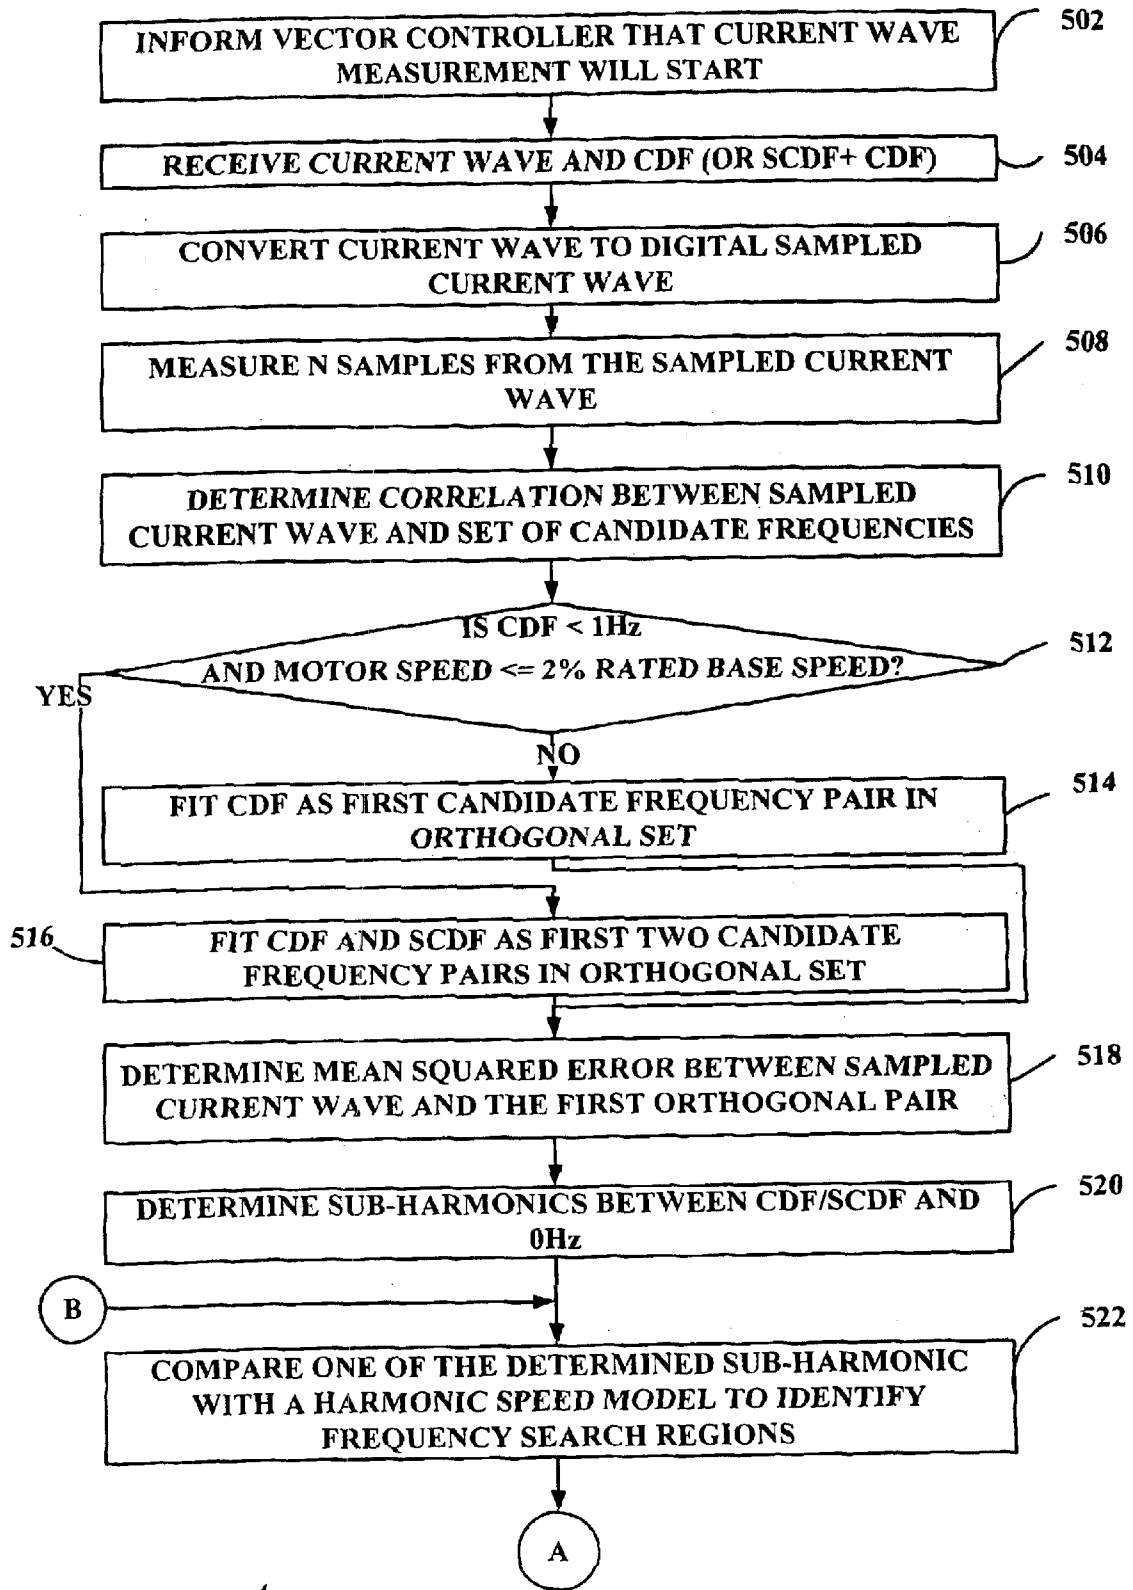 INFORM VECTOR CONTROLLER THAT CURRENT WAVE
MEASUREMENT WILL START
502
RECEIVE CURRENT WAVE AND CDF (OR SCDF+ CDF)
504
CONVERT CURRENT WAVE TO DIGITAL SAMPLED
CURRENT WAVE
506
MEASURE N SAMPLES FROM THE SAMPLED CURRENT
WAVE
508
DETERMINE CORRELATION BETWEEN SAMPLED
CURRENT WAVE AND SET OF CANDIDATE FREQUENCIES
510
IS CDF < 1Hz
AND MOTOR SPEED <= 2% RATED BASE SPEED?
512
YES
NO
FIT CDF AS FIRST CANDIDATE FREQUENCY PAIR IN
ORTHOGONAL SET
514
516
FIT CDF AND SCDF AS FIRST TWO CANDIDATE
FREQUENCY PAIRS IN ORTHOGONAL SET
DETERMINE MEAN SQUARED ERROR BETWEEN SAMPLED
CURRENT WAVE AND THE FIRST ORTHOGONAL PAIR
518
DETERMINE SUB-HARMONICS BETWEEN CDF/SCDF AND
0Hz
520
B
COMPARE ONE OF THE DETERMINED SUB-HARMONIC
WITH A HARMONIC SPEED MODEL TO IDENTIFY
FREQUENCY SEARCH REGIONS
522
A